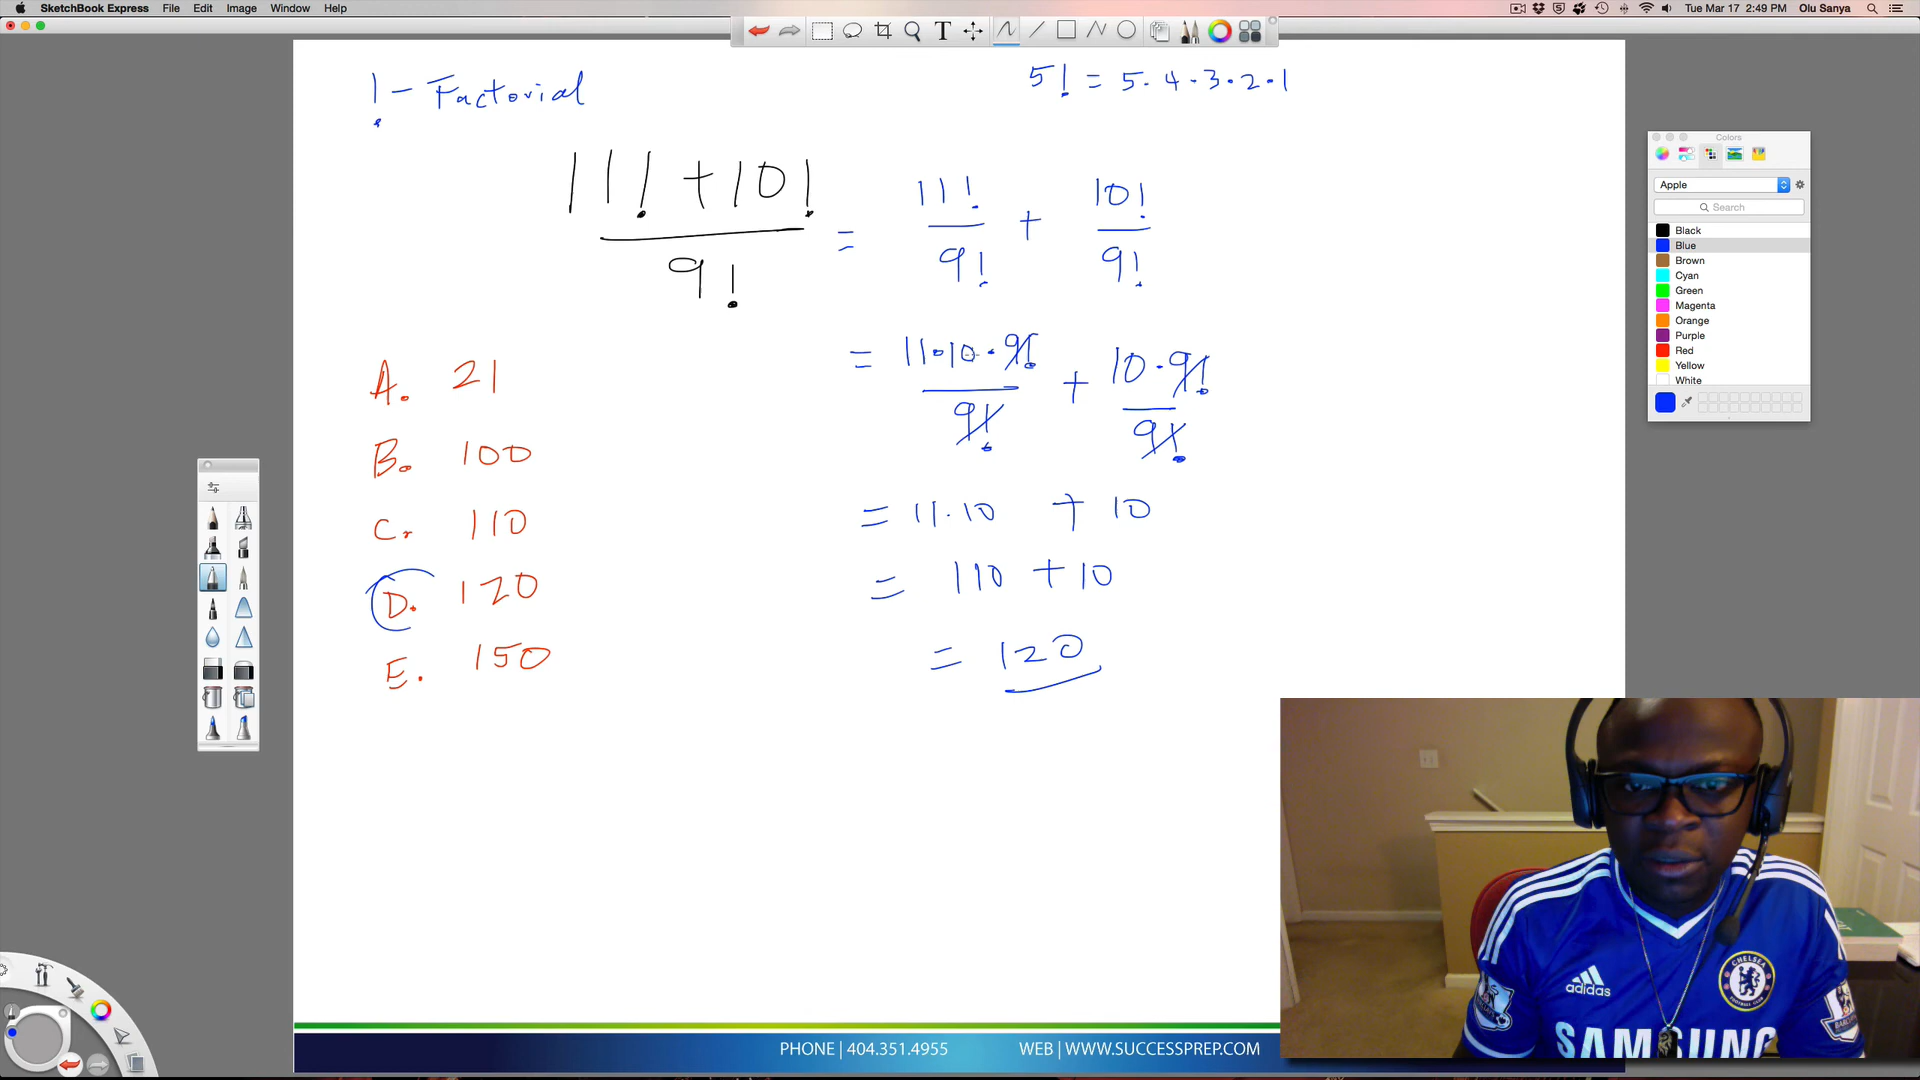 SketchBook Express File Edit Image Window Help
Tue Mar 17 2:49 PM Olu Sanya
! – Factorial
5! = 5 · 4 · 3 · 2 · 1
11! + 10!
9!
= 11! + 10!
9! 9!
= 11 · 10 · 9! + 10 · 9!
9! 9!
= 11 · 10 + 10
= 110 + 10
= 120
A. 21
B. 100
C. 110
D. 120
E. 150
Colors
Apple
Search
Black
Blue
Brown
Cyan
Green
Magenta
Orange
Purple
Red
Yellow
White
CHELSEA
adidas
SAMSUNG
PHONE | 404.351.4955 WEB | WWW.SUCCESSPREP.COM